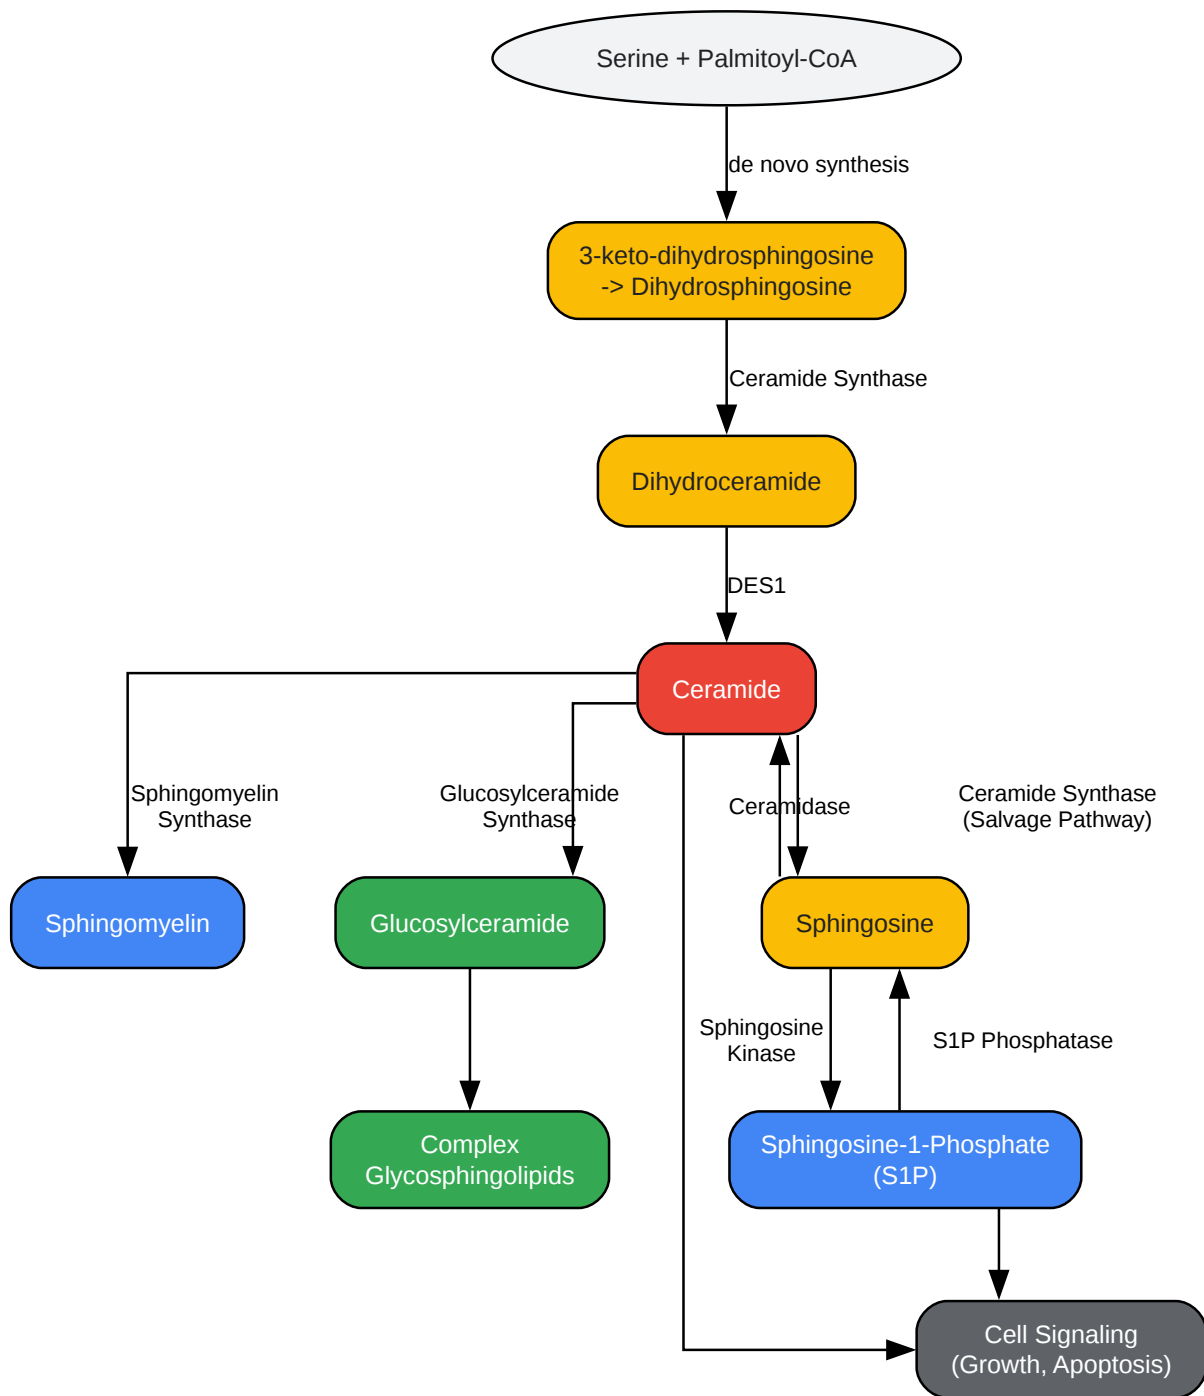 Serine + Palmitoyl-CoA
de novo synthesis
3-keto-dihydrosphingosine
-> Dihydrosphingosine
Ceramide Synthase
Dihydroceramide
DES1
Ceramide
Sphingomyelin
Synthase
Glucosylceramide
Synthase
Ceramidase
Ceramide Synthase
(Salvage Pathway)
Sphingomyelin
Glucosylceramide
Sphingosine
Sphingosine
Kinase
S1P Phosphatase
Complex
Glycosphingolipids
Sphingosine-1-Phosphate
(S1P)
Cell Signaling
(Growth, Apoptosis)